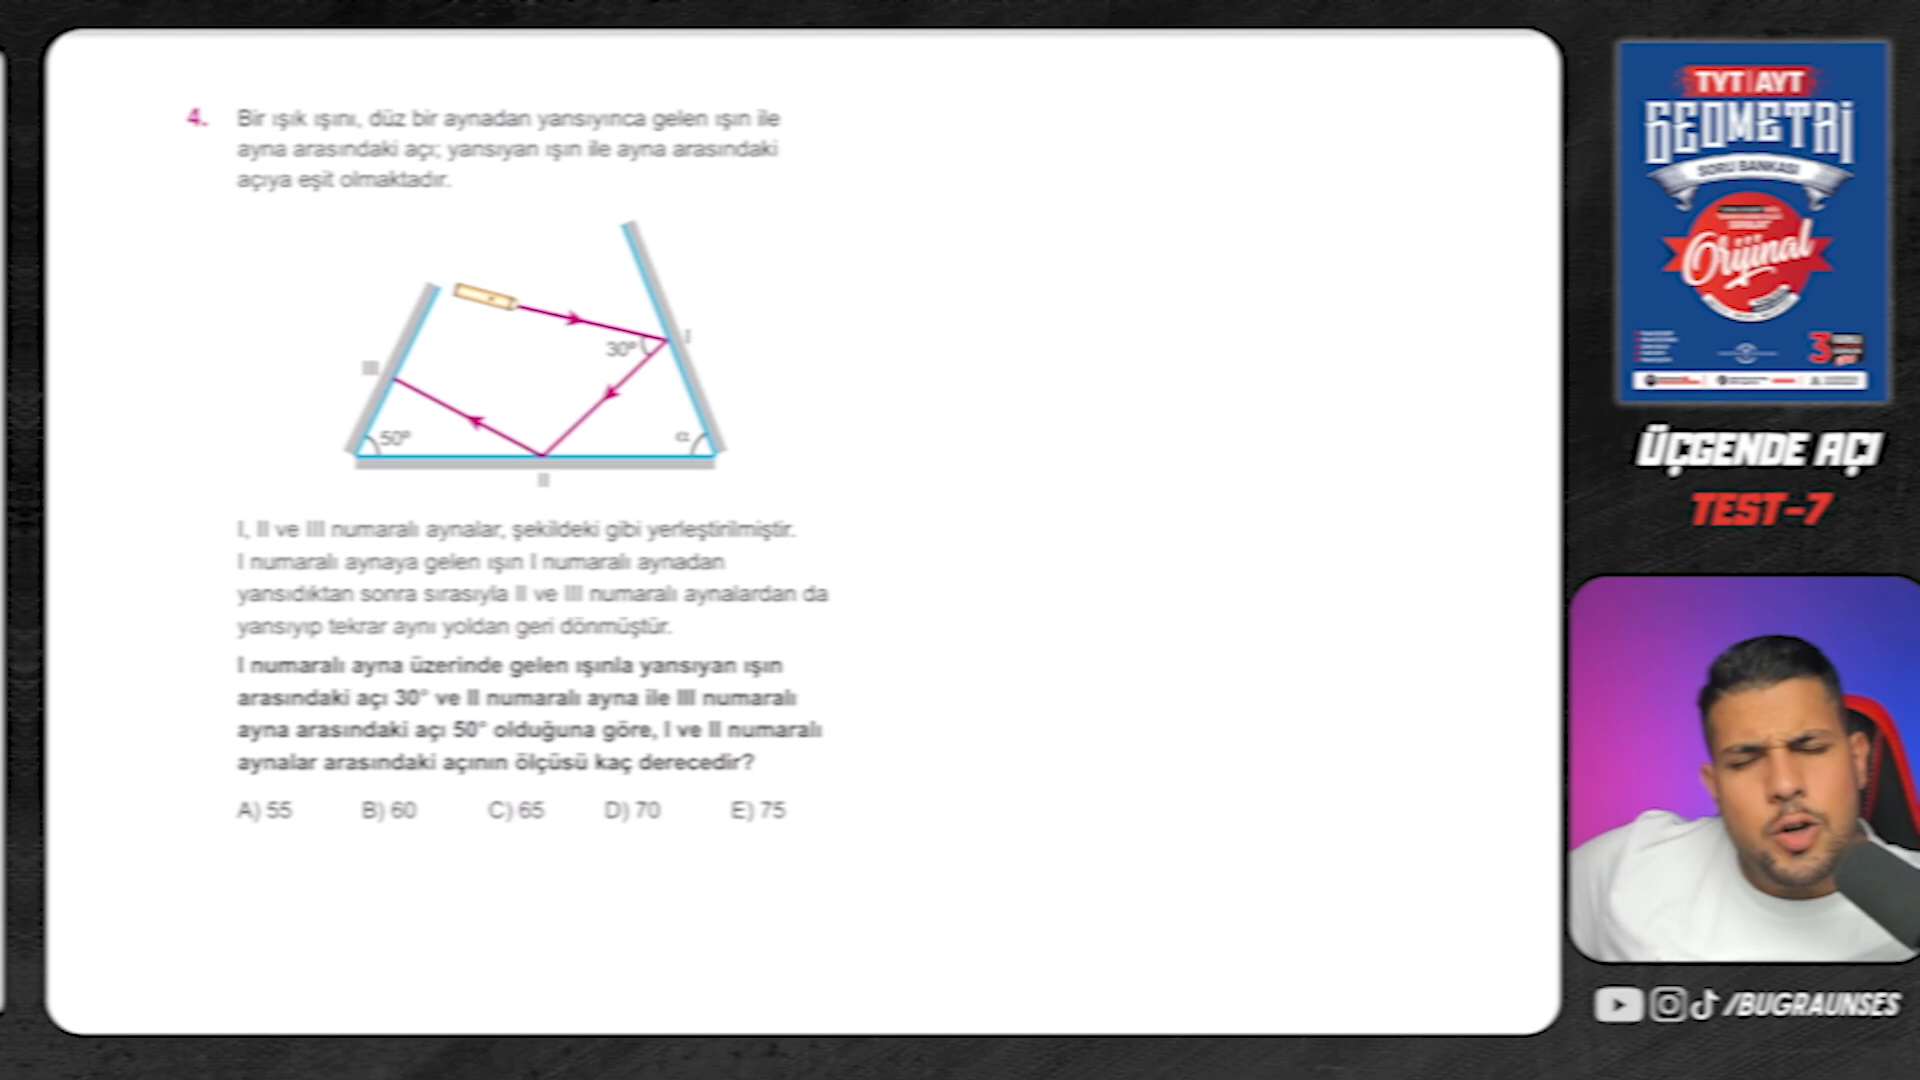 4. Bir ışık ışını, düz bir aynadan yansıyınca gelen ışın ile
ayna arasındaki açı; yansıyan ışın ile ayna arasındaki
açıya eşit olmaktadır.
I
30°
III
50°
α
II
I, II ve III numaralı aynalar, şekildeki gibi yerleştirilmiştir.
I numaralı aynaya gelen ışın I numaralı aynadan
yansıdıktan sonra sırasıyla II ve III numaralı aynalardan da
yansıyıp tekrar aynı yoldan geri dönmüştür.
I numaralı ayna üzerinde gelen ışınla yansıyan ışın
arasındaki açı 30° ve II numaralı ayna ile III numaralı
ayna arasındaki açı 50° olduğuna göre, I ve II numaralı
aynalar arasındaki açının ölçüsü kaç derecedir?
A) 55 B) 60 C) 65 D) 70 E) 75
TYT AYT
GEOMETRİ
SORU BANKASI
Orijinal
3
ÜÇGENDE AÇI
TEST-7
/BUGRAUNSES